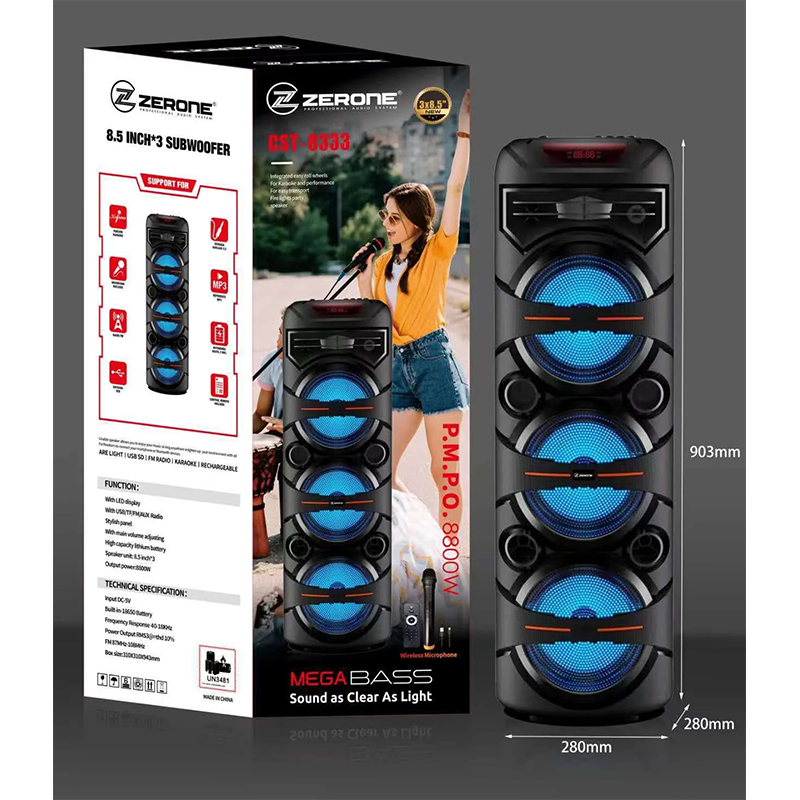 ZERONE®
PROFESSIONAL AUDIO SYSTEM
8.5 INCH*3 SUBWOOFER
SUPPORT FOR
MP3
ARE LIGHT | USB SD | FM RADIO | KARAOKE | RECHARGEABLE
FUNCTION:
With LED display
With USB/TF/FM/AUX Radio
Stylish panel
With main volume adjusting
High capacity lithium battery
Speaker unit: 8.5 inch*3
Output power:8800W
TECHNICAL SPECIFICATION:
Input DC-5V
Built-in 18650 Battery
Frequency Response 40-18KHz
FM 87MHz-108MHz
UN3481
MADE IN CHINA
ZERONE®
PROFESSIONAL AUDIO SYSTEM
3x8.5"
NEW
CST-8333
Integrated easy roll wheels
For Karaoke and performance
For easy transport
Fire lights party
speaker
P.M.P.O. 8800W
Wireless Microphone
MEGA BASS
Sound as Clear As Light
ZERONE
903mm
280mm
280mm